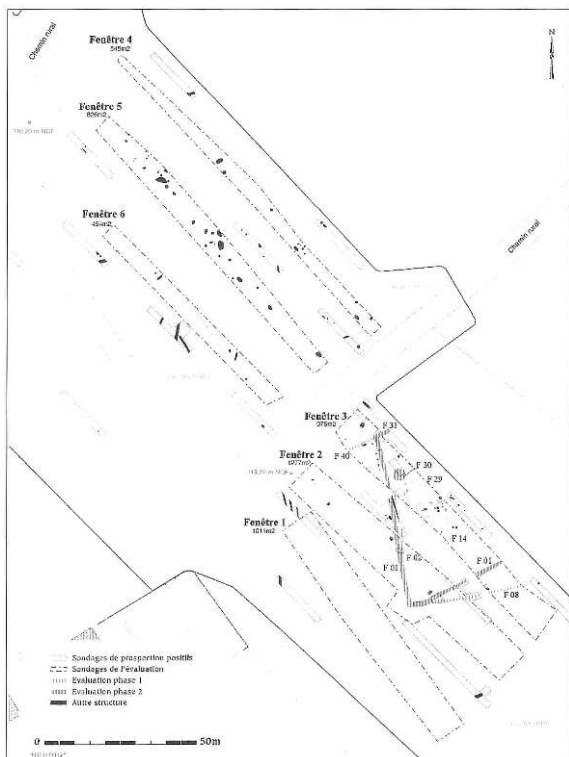 Chemin rural
Fenêtre 4
545m2
Fenêtre 5
Fenêtre 6
Chemin rural
Fenêtre 3
F 31
F 40
Fenêtre 2
F 30
F 29
Fenêtre 1
F 14
F 01
F 02
F 01
F 08
Sondages de prospection positifs
Sondages de l'évaluation
Evaluation phase 1
Evaluation phase 2
Autre structure
0
50m